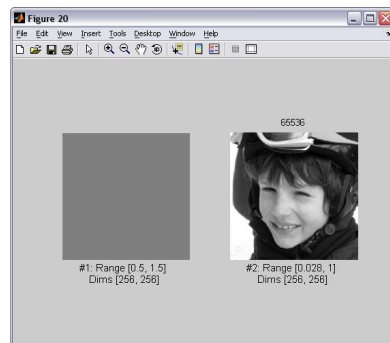 Figure 20
File Edit View Insert Tools Desktop Window Help
65536
#1: Range [0.5, 1.5]
Dims [256, 256]
#2: Range [0.028, 1]
Dims [256, 256]